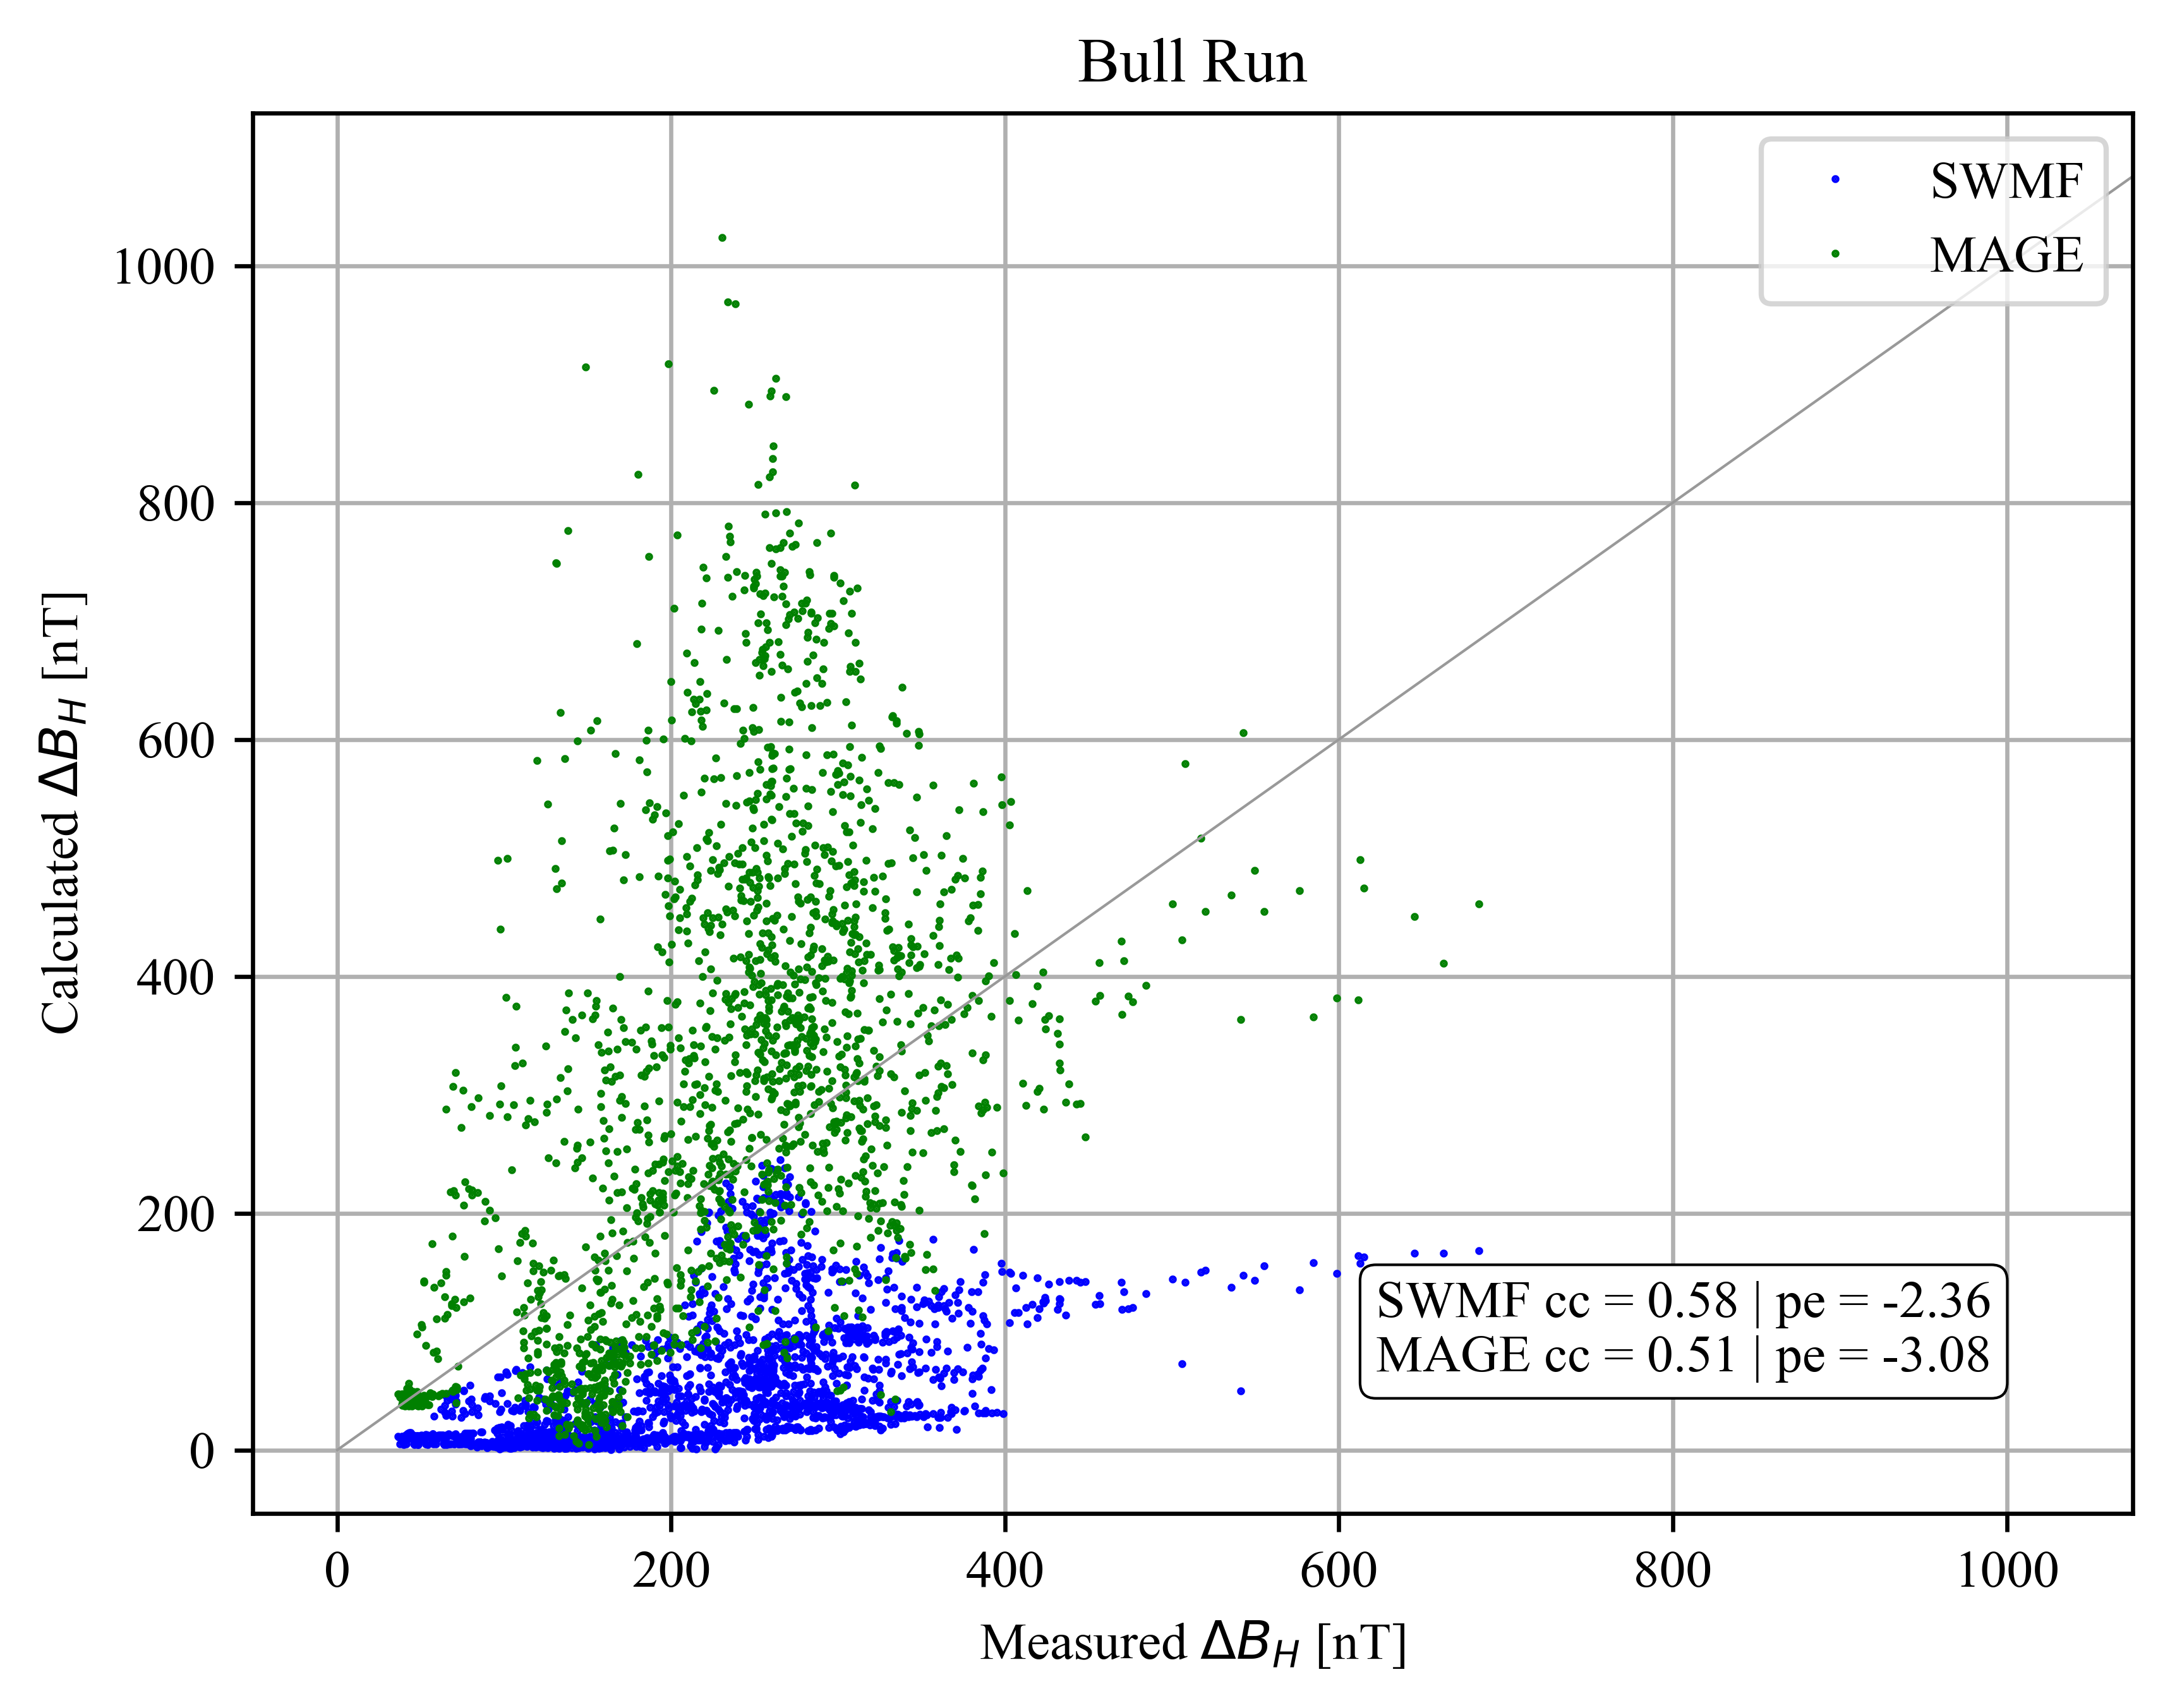 Bull Run
SWMF
MAGE
1000
800
600
400
200
0
Calculated ΔB_H [nT]
SWMF cc = 0.58 | pe = -2.36
MAGE cc = 0.51 | pe = -3.08
0 200 400 600 800 1000
Measured ΔB_H [nT]